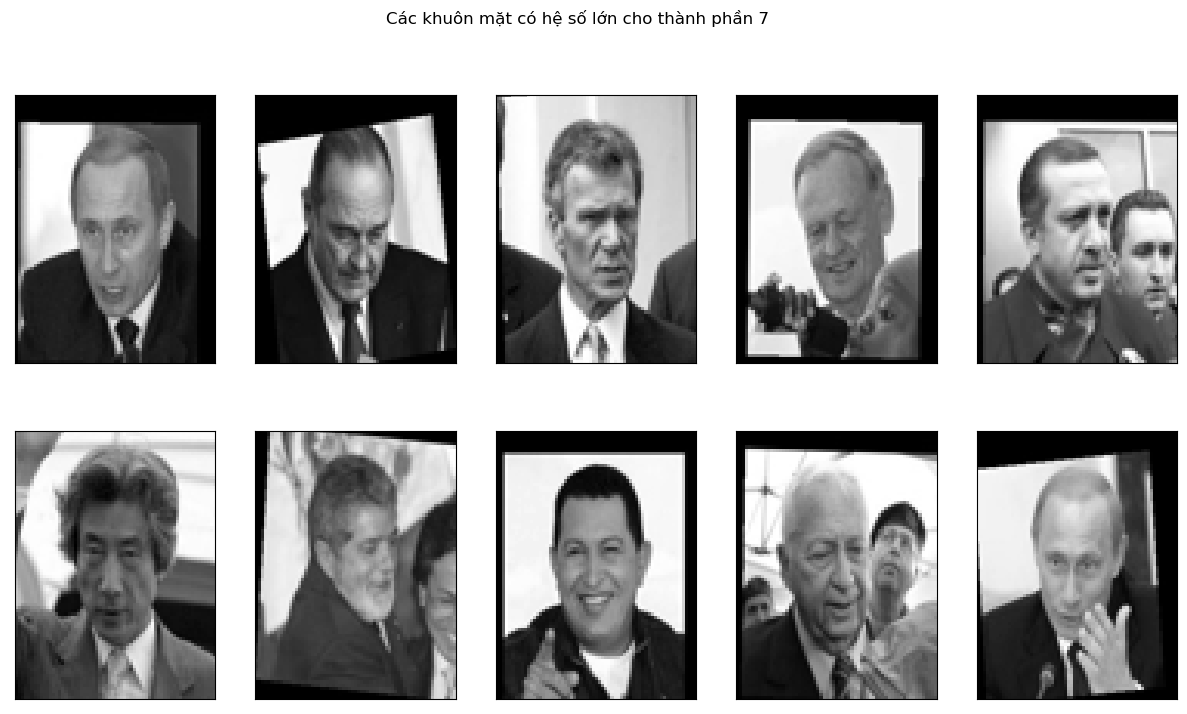 Các khuôn mặt có hệ số lớn cho thành phần 7